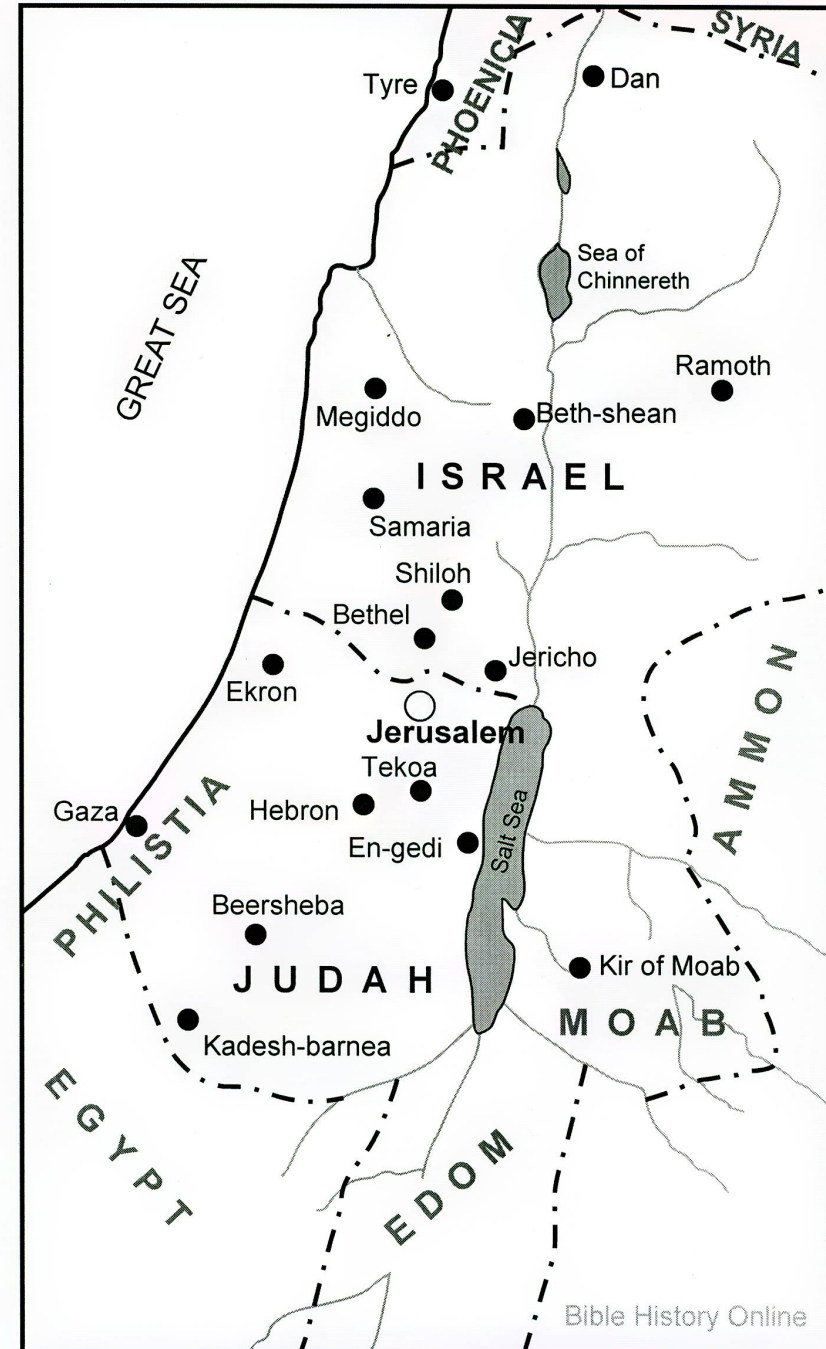 SYRIA
PHOENICIA
Tyre
Dan
Sea of
Chinnereth
GREAT SEA
Ramoth
Megiddo
Beth-shean
ISRAEL
Samaria
Shiloh
Bethel
Jericho
Ekron
AMMON
Jerusalem
Tekoa
Gaza
Hebron
Salt Sea
En-gedi
PHILISTIA
Beersheba
JUDAH
Kir of Moab
MOAB
Kadesh-barnea
EGYPT
EDOM
Bible History Online